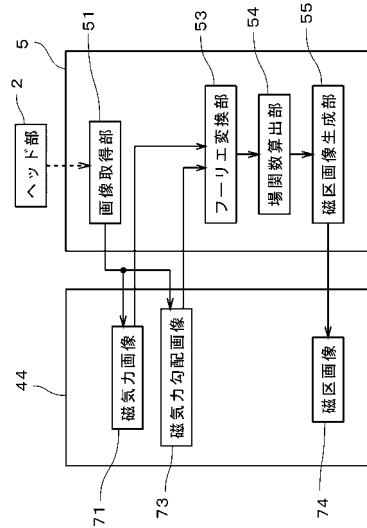 ヘッド部
2
5
画像取得部
51
フーリエ変換部
53
場関数算出部
54
磁区画像生成部
55
44
磁気力画像
71
磁気力勾配画像
73
磁区画像
74